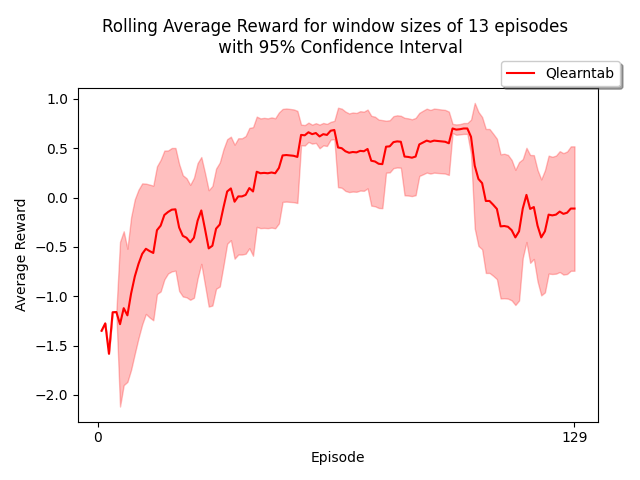 Rolling Average Reward for window sizes of 13 episodes
with 95% Confidence Interval
Qlearntab
1.0
0.5
0.0
−0.5
−1.0
−1.5
−2.0
Average Reward
0
129
Episode